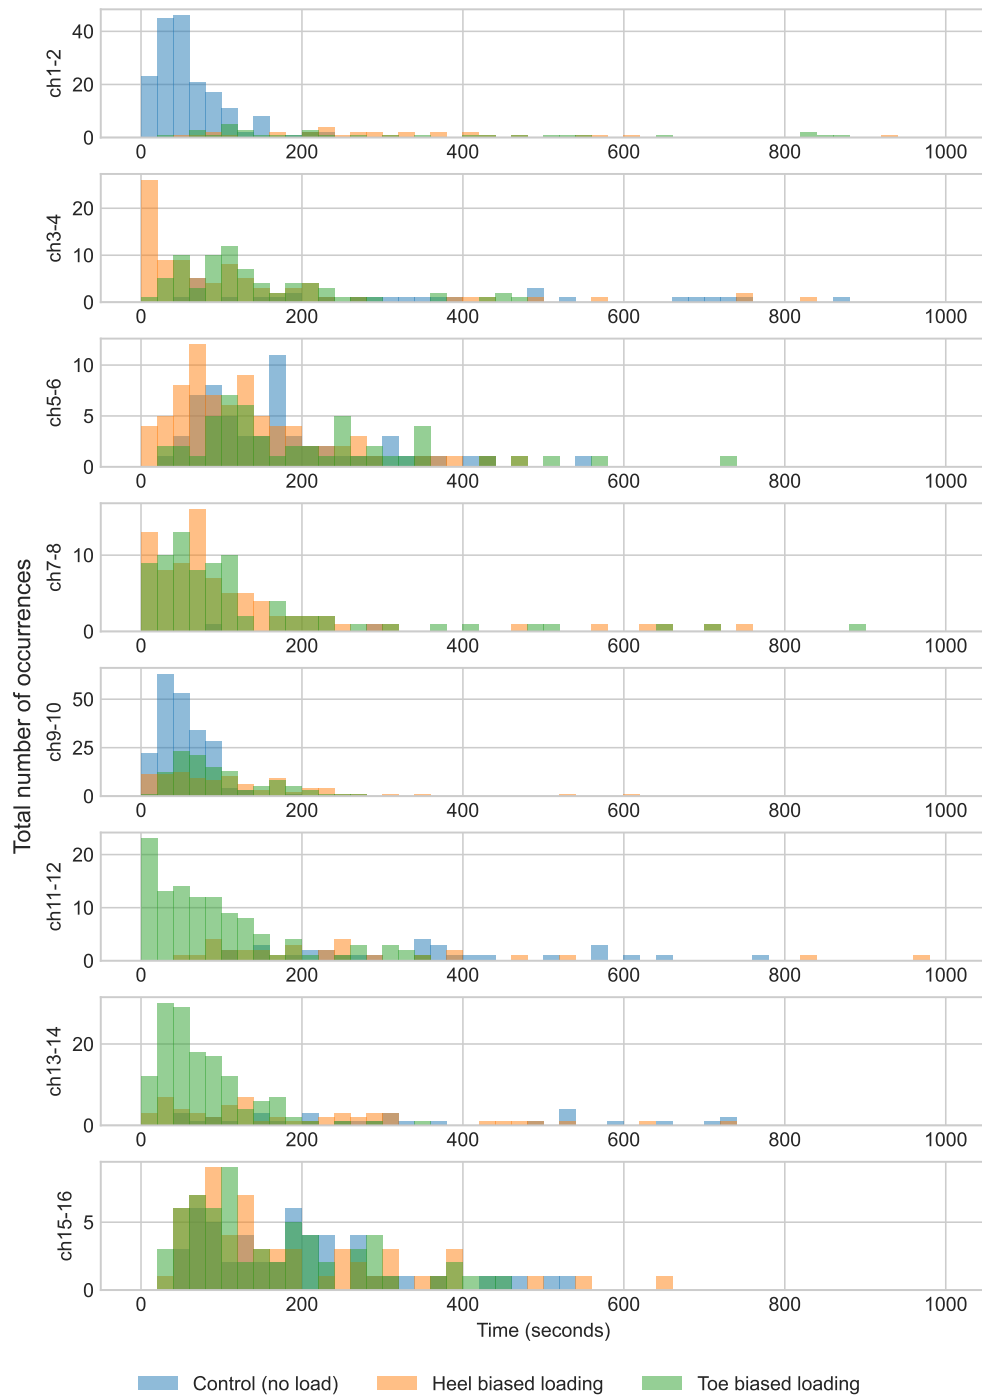 Total number of occurrences
ch1-2
40
20
0
0 200 400 600 800 1000
ch3-4
20
10
0
0 200 400 600 800 1000
ch5-6
10
5
0
0 200 400 600 800 1000
ch7-8
10
0
0 200 400 600 800 1000
ch9-10
50
25
0
0 200 400 600 800 1000
ch11-12
20
10
0
0 200 400 600 800 1000
ch13-14
20
0
0 200 400 600 800 1000
ch15-16
5
0
0 200 400 600 800 1000
Time (seconds)
Control (no load) Heel biased loading Toe biased loading